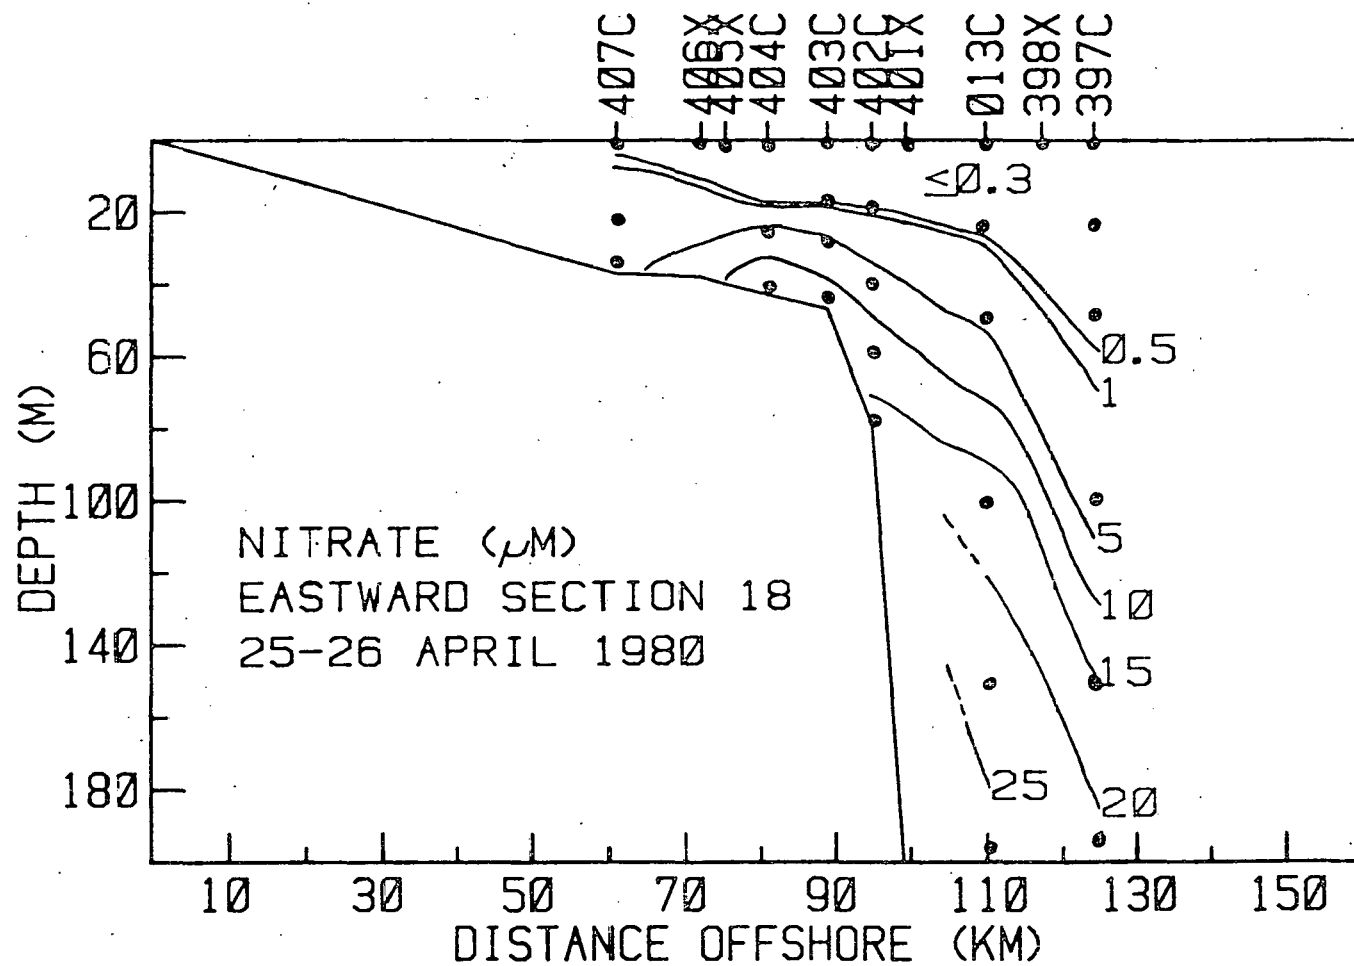 407C
406X
405X
404C
403C
402C
401X
013C
398X
397C
≤0.3
20
60
100
140
180
DEPTH (M)
0.5
1
5
10
15
20
25
NITRATE (μM)
EASTWARD SECTION 18
25-26 APRIL 1980
10 30 50 70 90 110 130 150
DISTANCE OFFSHORE (KM)